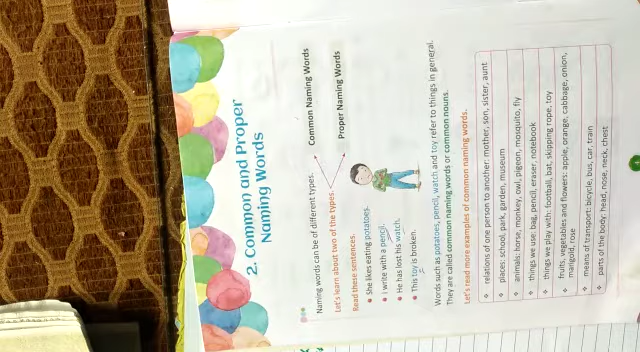 2. Common and Proper
Naming Words
Naming words can be of different types.
Common Naming Words
Let's learn about two of the types.
Proper Naming Words
Read these sentences.
• She likes eating potatoes.
• I write with a pencil.
• He has lost his watch.
• This toy is broken.
Words such as potatoes, pencil, watch and toy refer to things in general.
They are called common naming words or common nouns.
Let's read more examples of common naming words.
❖ relations of one person to another: mother, son, sister, aunt
❖ places: school, park, garden, museum
❖ animals: horse, monkey, owl, pigeon, mosquito, fly
❖ things we use: bag, pencil, eraser, notebook
❖ things we play with: football, bat, skipping rope, toy
❖ fruits, vegetables and flowers: apple, orange, cabbage, onion,
marigold, rose
❖ means of transport: bicycle, bus, car, train
❖ parts of the body: head, nose, neck, chest